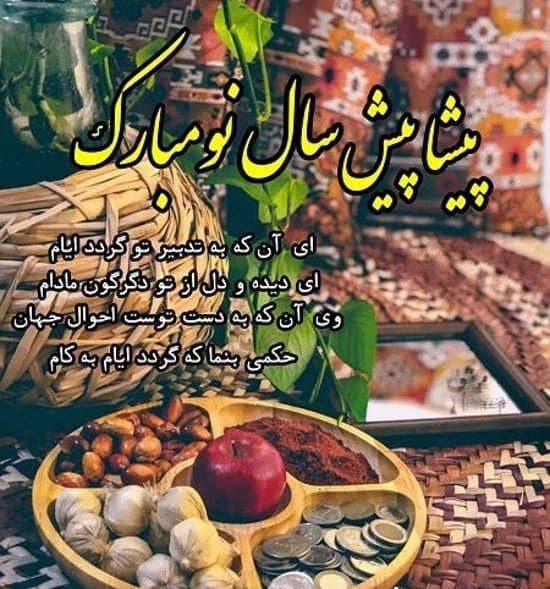 پیشاپیش سال نو مبارک
ای آن که به تدبیر تو گردد ایام
ای دیده و دل از تو دگرگون مادام
وی آن که به دست توست احوال جهان
حکمی بنما که گردد ایام به کام